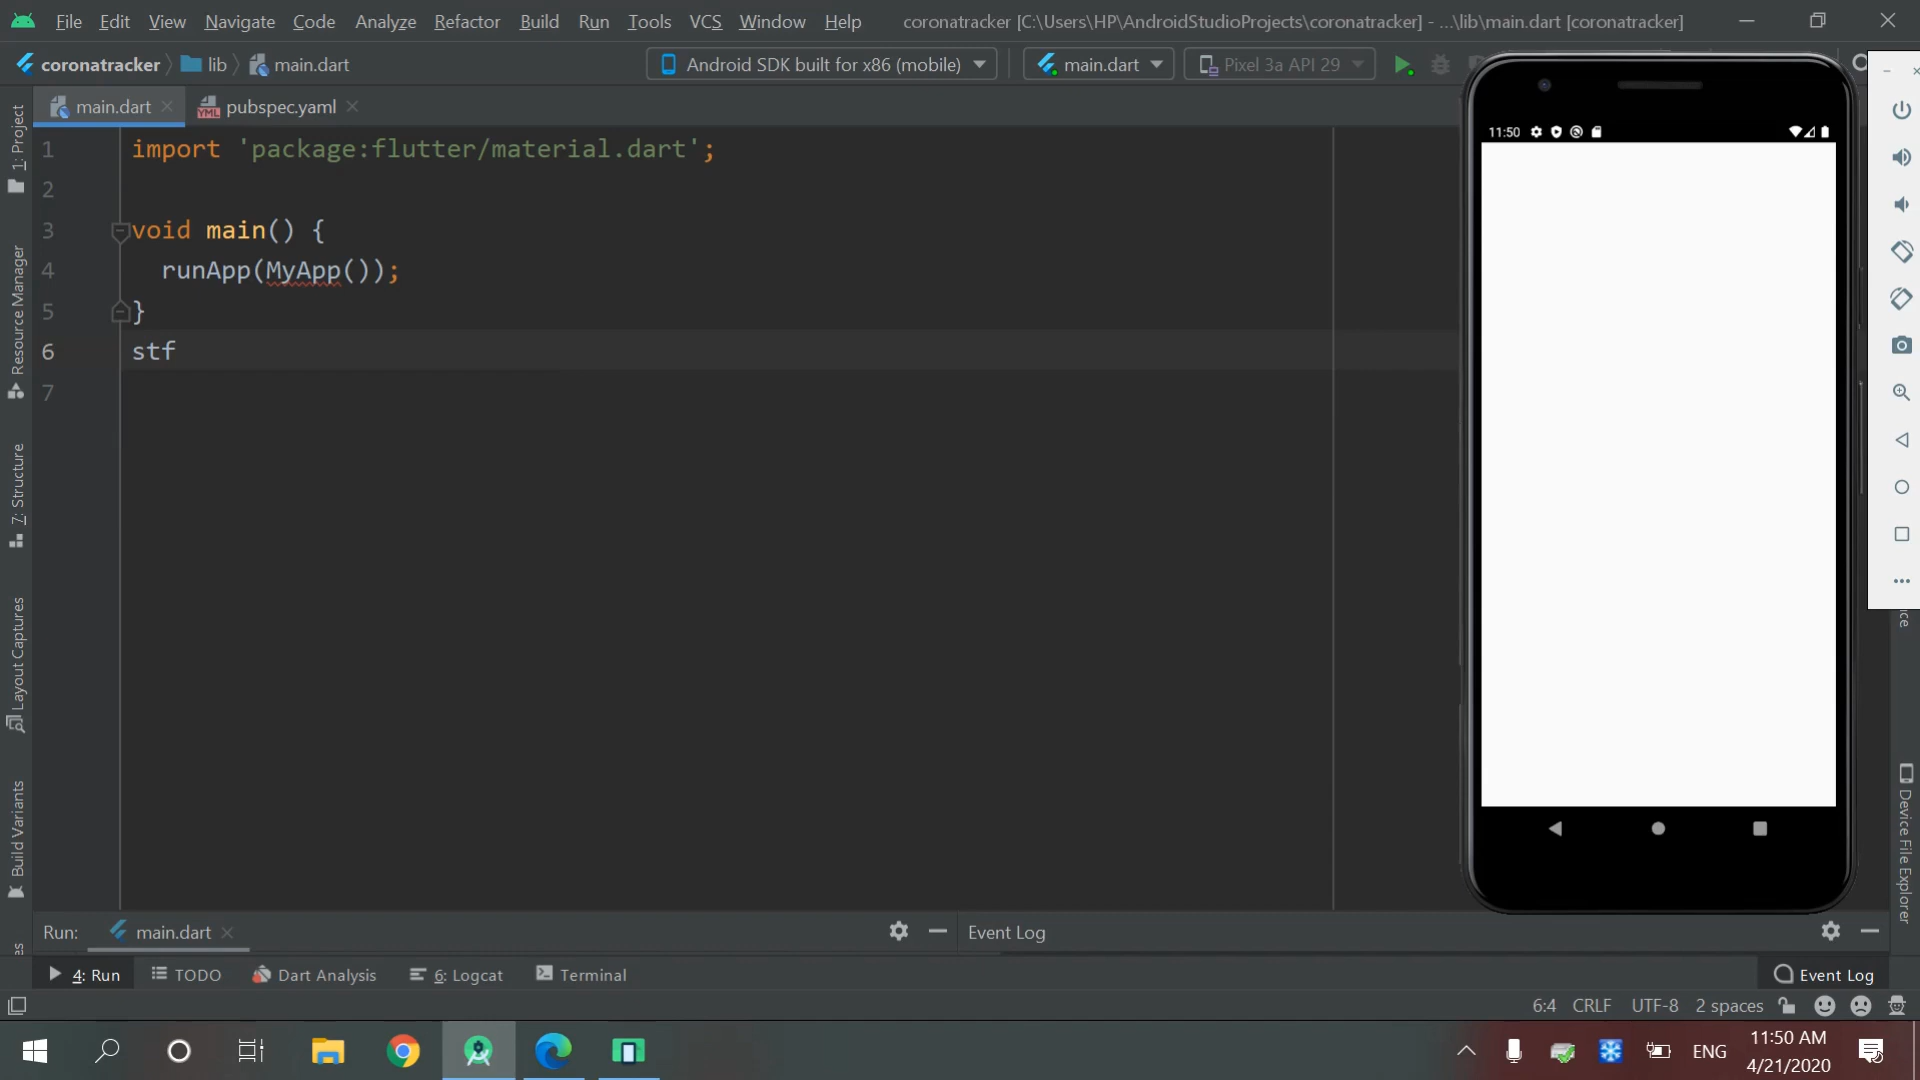 File Edit View Navigate Code Analyze Refactor Build Run Tools VCS Window Help coronatracker [C:\Users\HP\AndroidStudioProjects\coronatracker] - ...\lib\main.dart [coronatracker]
coronatracker lib main.dart Android SDK built for x86 (mobile) main.dart Pixel 3a API 29
main.dart pubspec.yaml
1 import 'package:flutter/material.dart';
2
3 void main() {
4 runApp(MyApp());
5 }
6 stf
7
11:50
1: Project
Resource Manager
7: Structure
Layout Captures
Build Variants
Device File Explorer
Run: main.dart Event Log
4: Run TODO Dart Analysis 6: Logcat Terminal Event Log
6:4 CRLF UTF-8 2 spaces
ENG 11:50 AM
4/21/2020